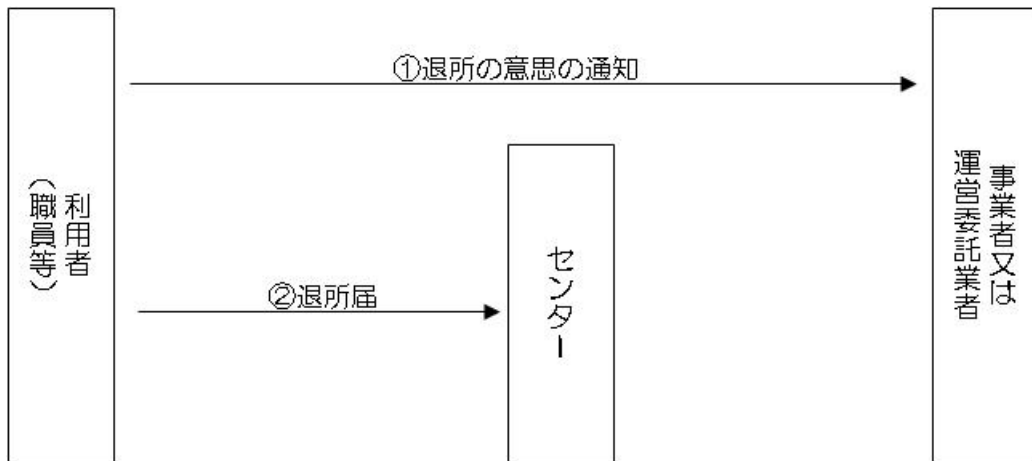 ①退所の意思の通知
利用者
(職員等)
②退所届
センター
事業者又は
運営委託業者